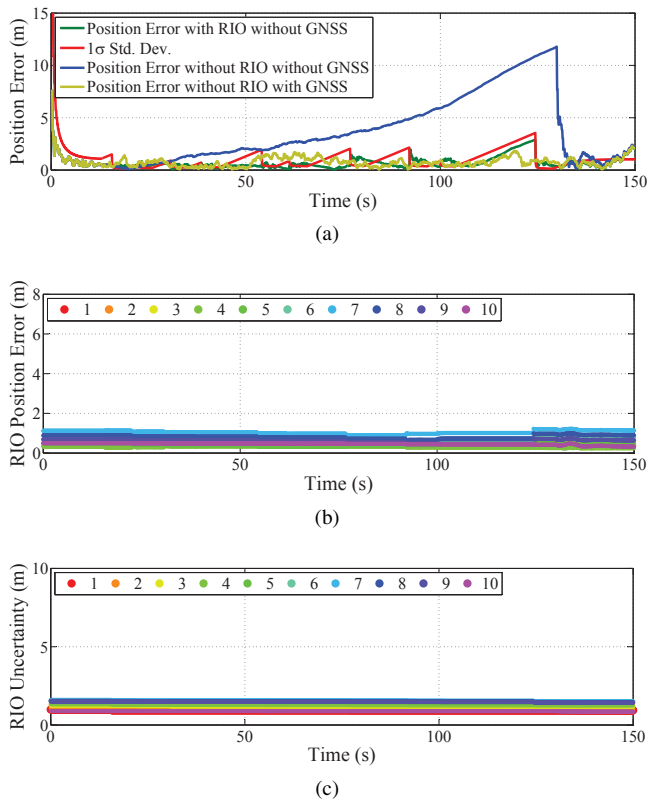 15
10
5
0
Position Error (m)
Position Error with RIO without GNSS
1σ Std. Dev.
Position Error without RIO without GNSS
Position Error without RIO with GNSS
0 50 100 150
Time (s)
(a)
8
6
4
2
0
RIO Position Error (m)
1 2 3 4 5 6 7 8 9 10
0 50 100 150
Time (s)
(b)
10
5
0
RIO Uncertainty (m)
1 2 3 4 5 6 7 8 9 10
0 50 100 150
Time (s)
(c)